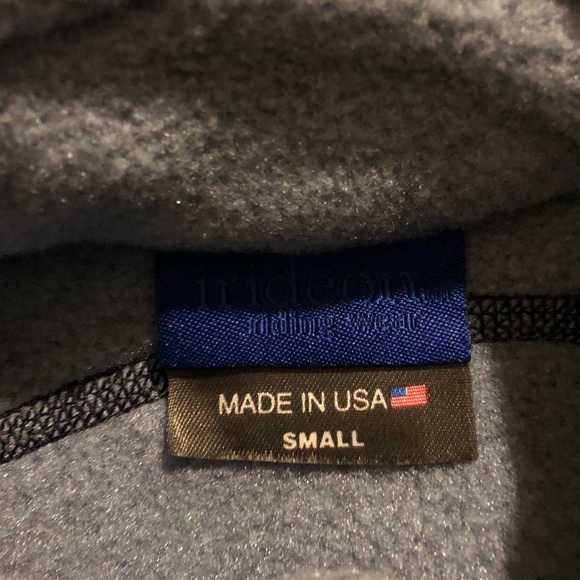 irideon
riding wear
MADE IN USA
SMALL